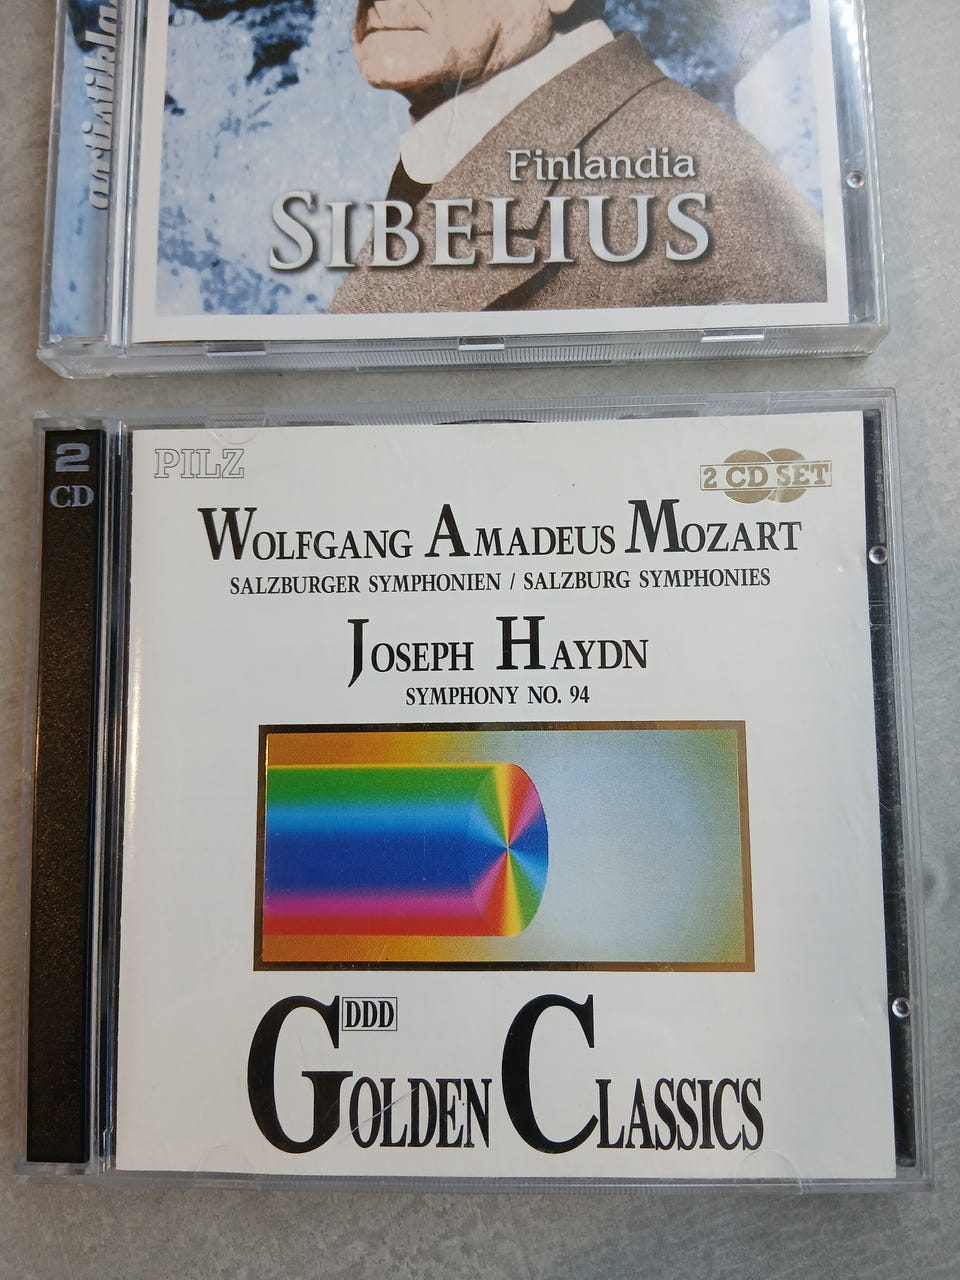 Finlandia
SIBELIUS
2
CD
PILZ
2 CD SET
WOLFGANG AMADEUS MOZART
SALZBURGER SYMPHONIEN / SALZBURG SYMPHONIES
JOSEPH HAYDN
SYMPHONY NO. 94
DDD
GOLDEN CLASSICS